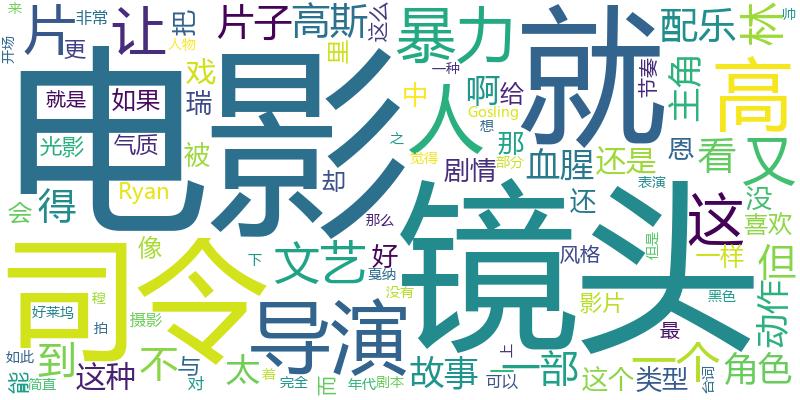 来
非常
开场
片
更
让
把
片子
高斯
这么
里
暴力
就
配乐
长
帅
人物
就是
如果
瑞
戏
一种
中
啊
给
节奏
主角
高
电影
光影
气质
被
人
Gosling
想
那
Ryan
却
之
觉得
部分
剧情
血腥
还是
恩
看
又
会
得
还
表演
没
喜欢
那么
这
像
下
文艺
好
戛纳
没有
风格
但是
一样
但
司令
镜头
影片
黑色
动作
好莱坞
程
拍
摄影
导演
最
如此
到
不
与
太
故事
上
一部
一个
角色
能
简直
这种
对
着
完全
而
年代
剧本
可以
这个
类型
台词